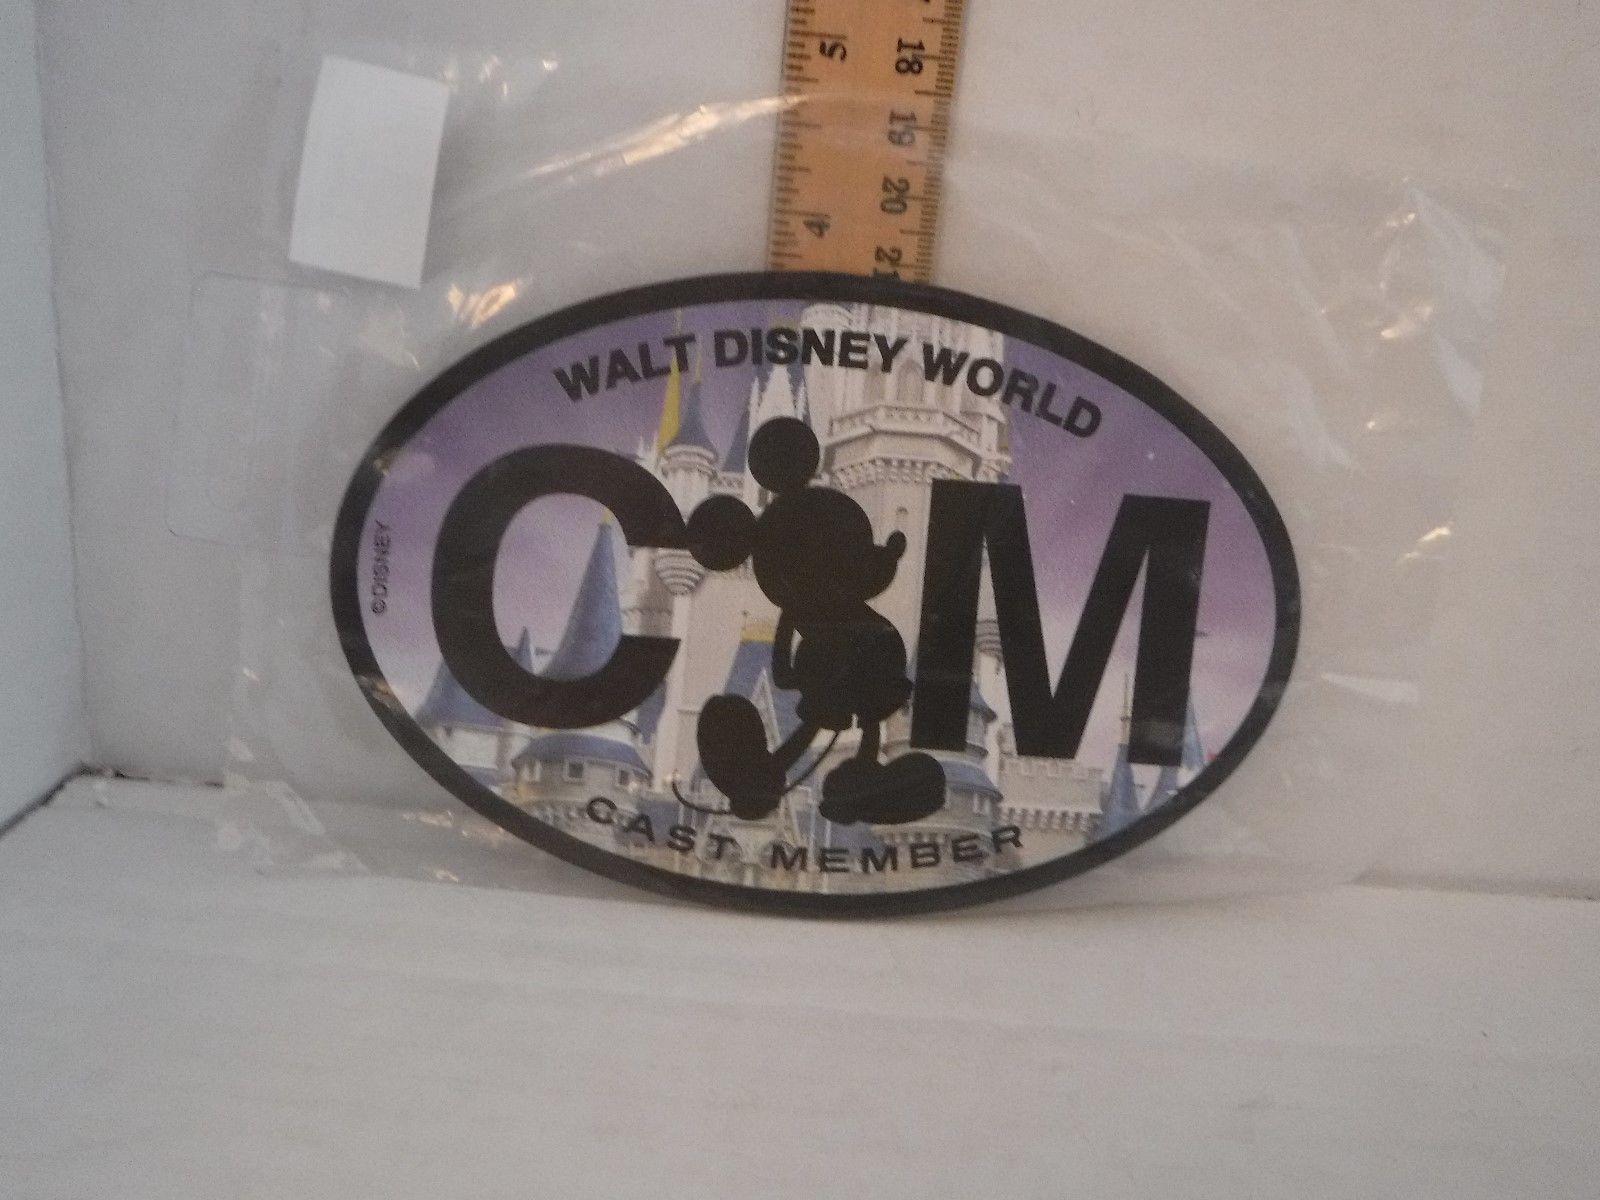 5 18
19
4 20
21
WALT DISNEY WORLD
C M
©DISNEY
CAST MEMBER